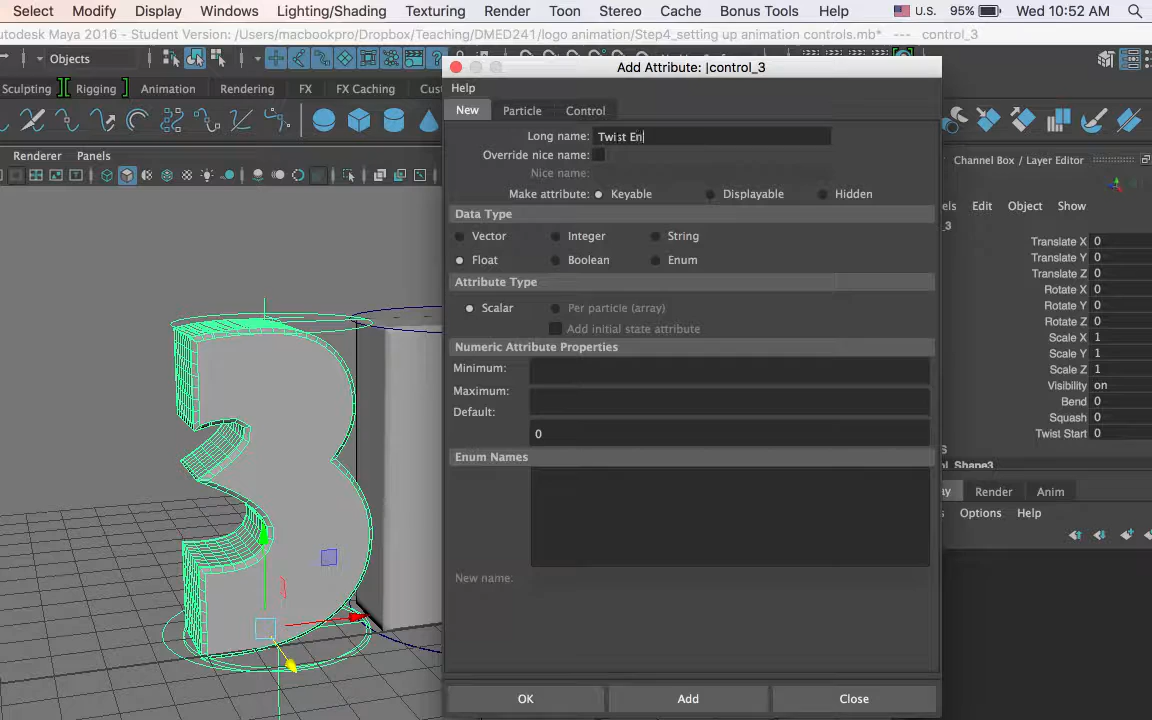 Select Modify Display Windows Lighting/Shading Texturing Render Toon Stereo Cache Bonus Tools Help U.S. 95% Wed 10:52 AM
utodesk Maya 2016 - Student Version: /Users/macbookpro/Dropbox/Teaching/DMED241/logo animation/Step4_setting up animation controls.mb* --- control_3
Objects
Add Attribute: |control_3
Help
Sculpting Rigging Animation Rendering FX FX Caching Cust
New Particle Control
Long name: Twist En
Override nice name:
Nice name:
Make attribute: Keyable Displayable Hidden
Data Type
Vector Integer String
Float Boolean Enum
Attribute Type
Scalar Per particle (array)
Add initial state attribute
Numeric Attribute Properties
Minimum:
Maximum:
Default:
0
Enum Names
New name:
OK Add Close
Renderer Panels
Channel Box / Layer Editor
els Edit Object Show
_3
Translate X 0
Translate Y 0
Translate Z 0
Rotate X 0
Rotate Y 0
Rotate Z 0
Scale X 1
Scale Y 1
Scale Z 1
Visibility on
Bend 0
Squash 0
Twist Start 0
ol_Shape3
ay Render Anim
Options Help